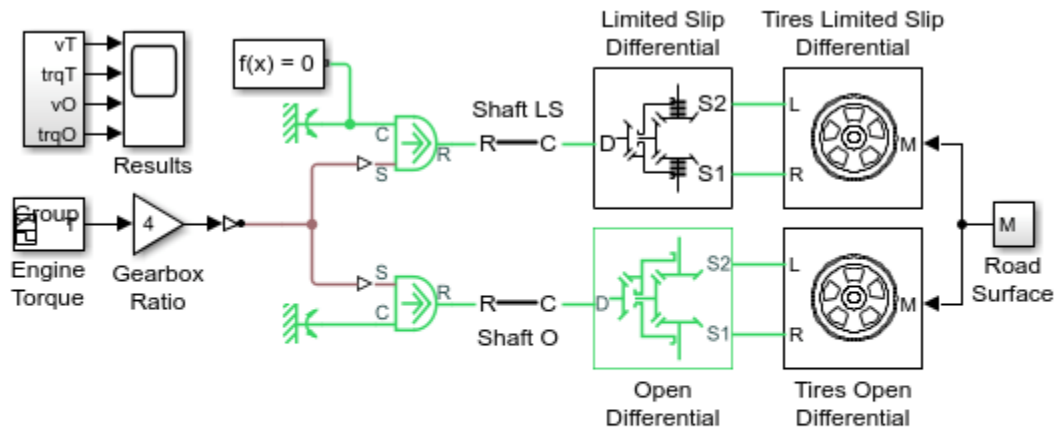 vT
trqT
vO
trqO
Results
f(x) = 0
Limited Slip
Differential
Tires Limited Slip
Differential
C
S
R
Shaft LS
R
C
D
S2
S1
L
R
M
Group
T
Engine
Torque
4
Gearbox
Ratio
S
C
R
R
C
Shaft O
D
S2
S1
Open
Differential
L
R
M
Tires Open
Differential
M
Road
Surface